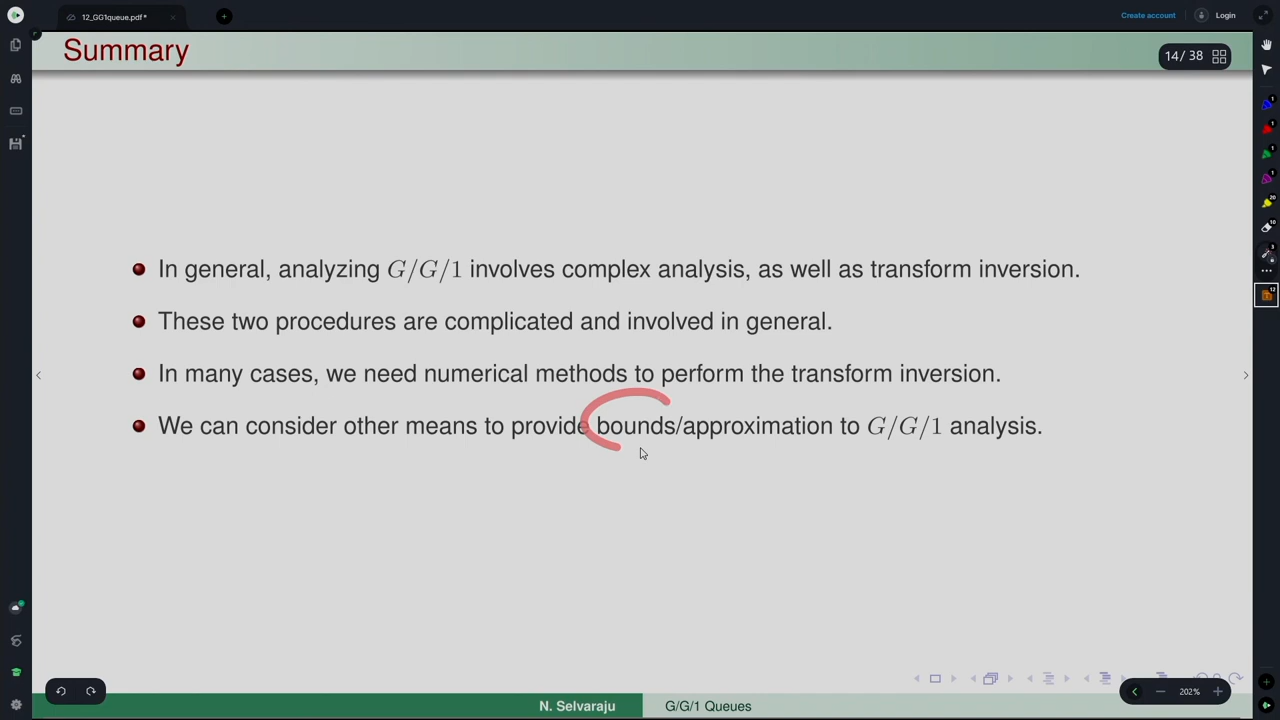 12_GG1queue.pdf*
Create account
Login
Summary
14/ 38
In general, analyzing G/G/1 involves complex analysis, as well as transform inversion.
These two procedures are complicated and involved in general.
In many cases, we need numerical methods to perform the transform inversion.
We can consider other means to provide bounds/approximation to G/G/1 analysis.
202%
N. Selvaraju
G/G/1 Queues